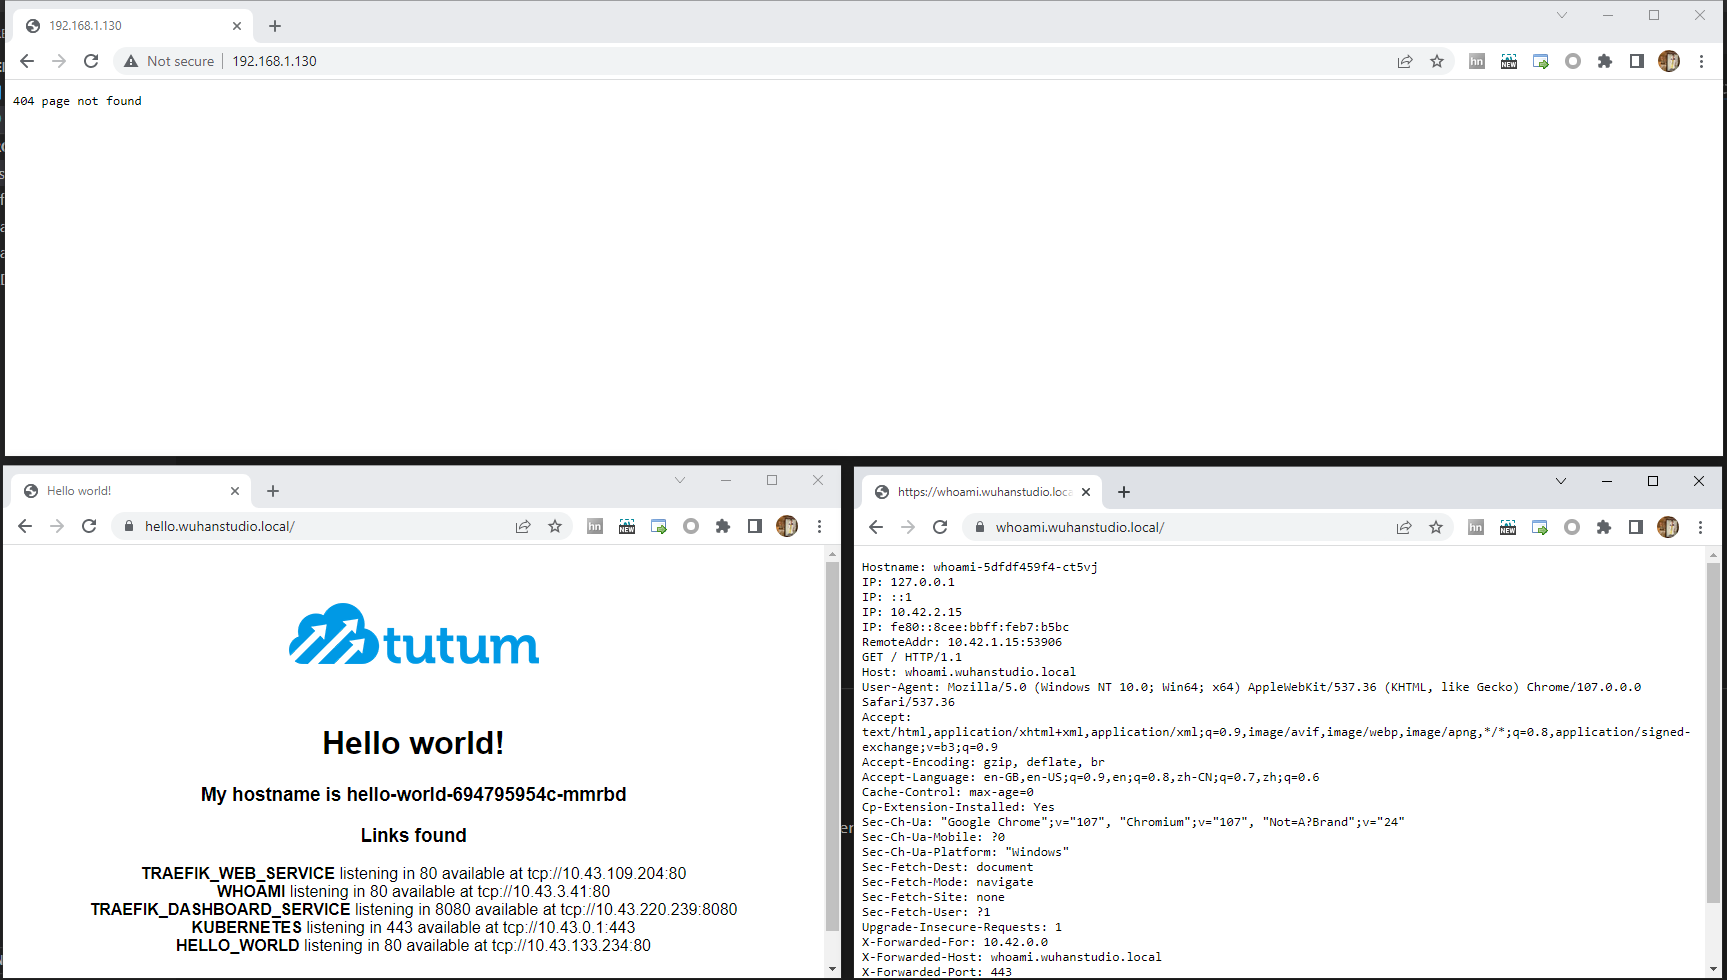 192.168.1.130
Not secure
192.168.1.130
hn
NEW
404 page not found
Hello world!
hello.wuhanstudio.local/
hn
NEW
tutum
Hello world!
My hostname is hello-world-694795954c-mmrbd
Links found
TRAEFIK_WEB_SERVICE listening in 80 available at tcp://10.43.109.204:80
WHOAMI listening in 80 available at tcp://10.43.3.41:80
TRAEFIK_DASHBOARD_SERVICE listening in 8080 available at tcp://10.43.220.239:8080
KUBERNETES listening in 443 available at tcp://10.43.0.1:443
HELLO_WORLD listening in 80 available at tcp://10.43.133.234:80
https://whoami.wuhanstudio.loca
whoami.wuhanstudio.local/
hn
NEW
Hostname: whoami-5dfdf459f4-ct5vj
IP: 127.0.0.1
IP: ::1
IP: 10.42.2.15
IP: fe80::8cee:bbff:feb7:b5bc
RemoteAddr: 10.42.1.15:53906
GET / HTTP/1.1
Host: whoami.wuhanstudio.local
User-Agent: Mozilla/5.0 (Windows NT 10.0; Win64; x64) AppleWebKit/537.36 (KHTML, like Gecko) Chrome/107.0.0.0
Safari/537.36
Accept:
text/html,application/xhtml+xml,application/xml;q=0.9,image/avif,image/webp,image/apng,*/*;q=0.8,application/signed-
exchange;v=b3;q=0.9
Accept-Encoding: gzip, deflate, br
Accept-Language: en-GB,en-US;q=0.9,en;q=0.8,zh-CN;q=0.7,zh;q=0.6
Cache-Control: max-age=0
Cp-Extension-Installed: Yes
Sec-Ch-Ua: "Google Chrome";v="107", "Chromium";v="107", "Not=A?Brand";v="24"
Sec-Ch-Ua-Mobile: ?0
Sec-Ch-Ua-Platform: "Windows"
Sec-Fetch-Dest: document
Sec-Fetch-Mode: navigate
Sec-Fetch-Site: none
Sec-Fetch-User: ?1
Upgrade-Insecure-Requests: 1
X-Forwarded-For: 10.42.0.0
X-Forwarded-Host: whoami.wuhanstudio.local
X-Forwarded-Port: 443